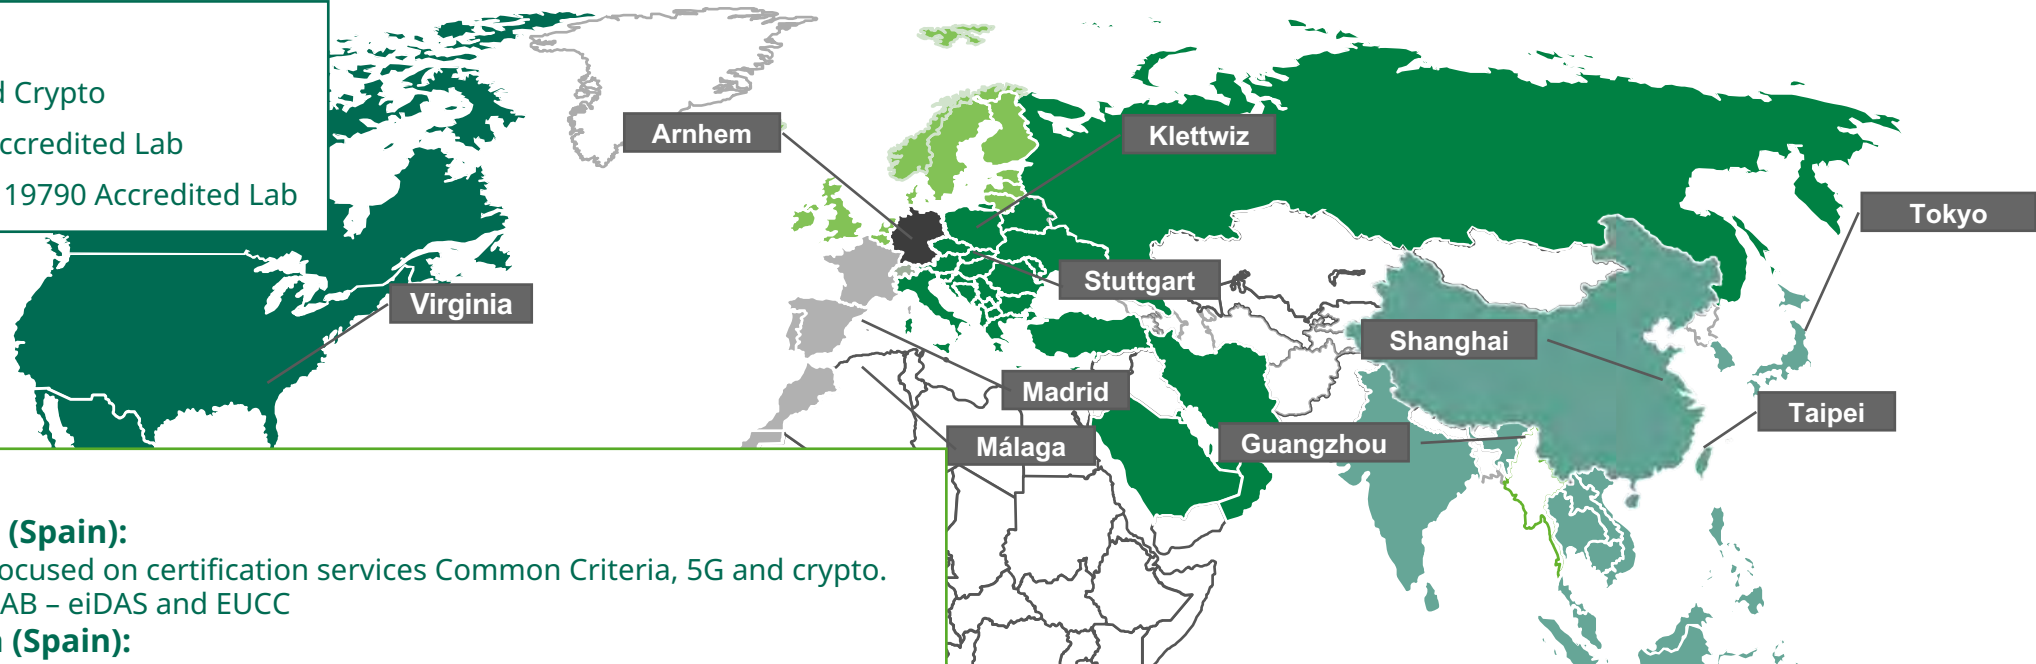 d Crypto
ccredited Lab
19790 Accredited Lab
Arnhem
Klettwiz
Tokyo
Virginia
Stuttgart
Shanghai
Madrid
Taipei
Málaga
Guangzhou
(Spain):
ocused on certification services Common Criteria, 5G and crypto.
AB – eiDAS and EUCC
(Spain):